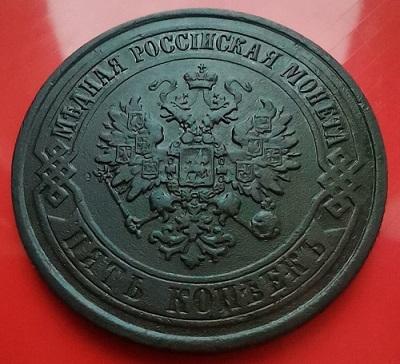 МѢДНАЯ РОССІЙСКАЯ МОНЕТА
ПЯТЬ КОПѢЕКЪ